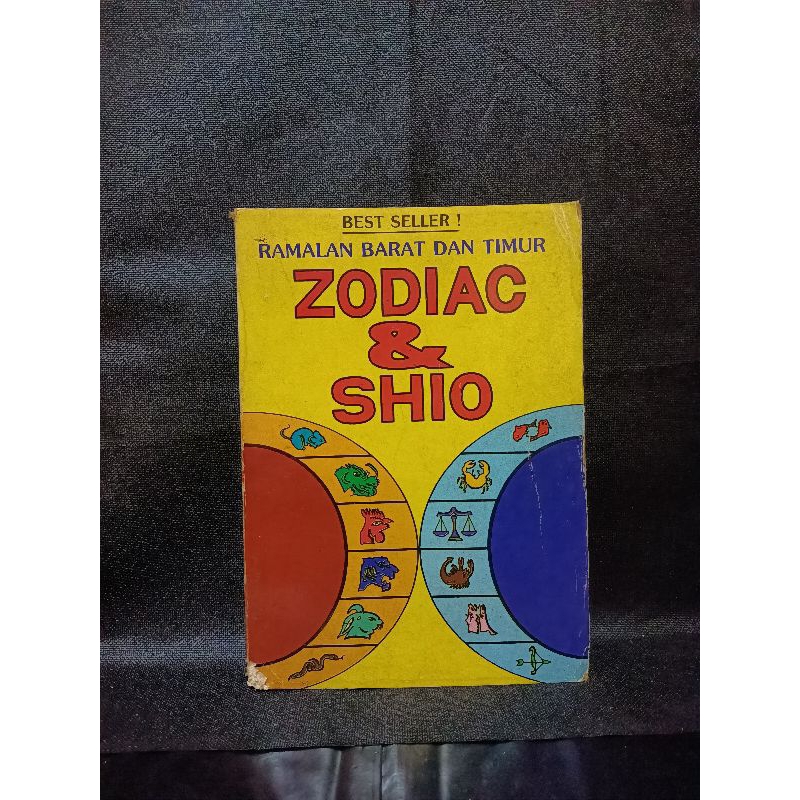 BEST SELLER !
RAMALAN BARAT DAN TIMUR
ZODIAC
&
SHIO